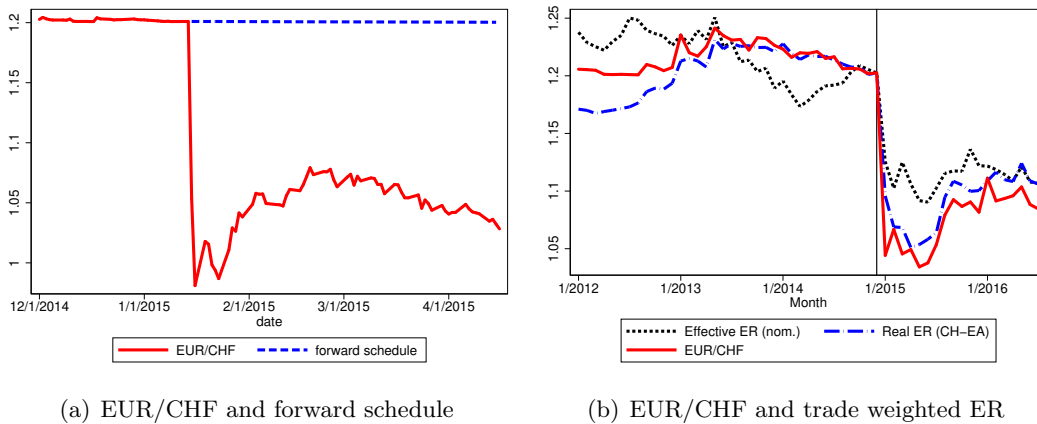 1.2
1.15
1.1
1.05
1
12/1/2014 1/1/2015 2/1/2015 3/1/2015 4/1/2015
date
EUR/CHF forward schedule
(a) EUR/CHF and forward schedule
1.25
1.2
1.15
1.1
1.05
1/2012 1/2013 1/2014 1/2015 1/2016
Month
Effective ER (nom.) Real ER (CH−EA)
EUR/CHF
(b) EUR/CHF and trade weighted ER